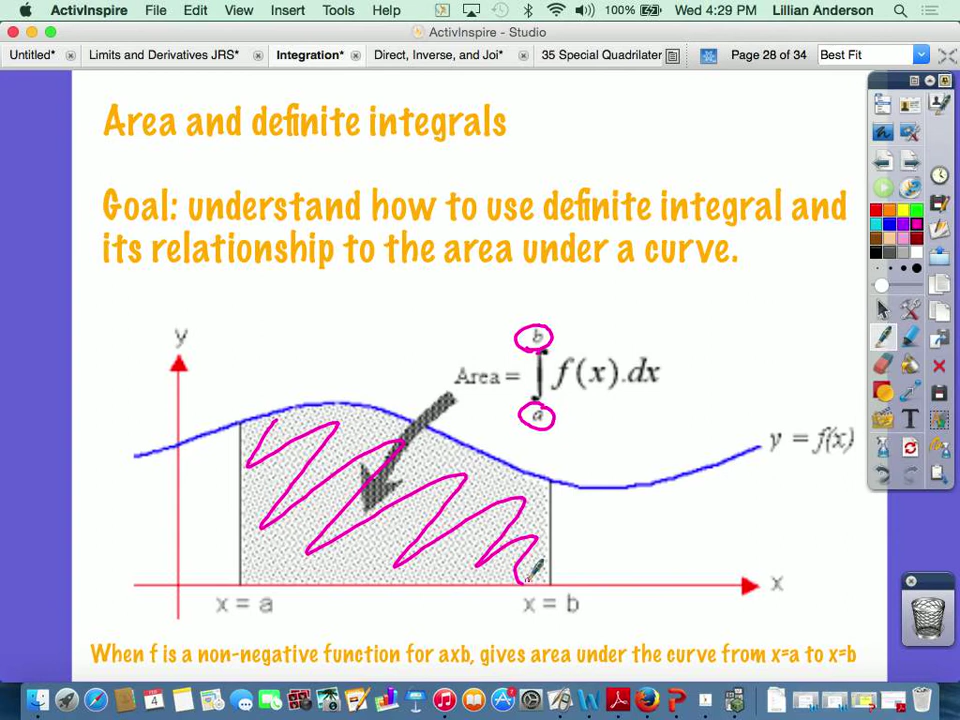 ActivInspire File Edit View Insert Tools Help 100% Wed 4:29 PM Lillian Anderson
ActivInspire - Studio
Untitled* Limits and Derivatives JRS* Integration* Direct, Inverse, and Joi* 35 Special Quadrilater Page 28 of 34 Best Fit
Area and definite integrals
Goal: understand how to use definite integral and
its relationship to the area under a curve.
y
b
Area = ∫ f(x).dx
a
y = f(x)
x
x = a x = b
When f is a non-negative function for axb, gives area under the curve from x=a to x=b